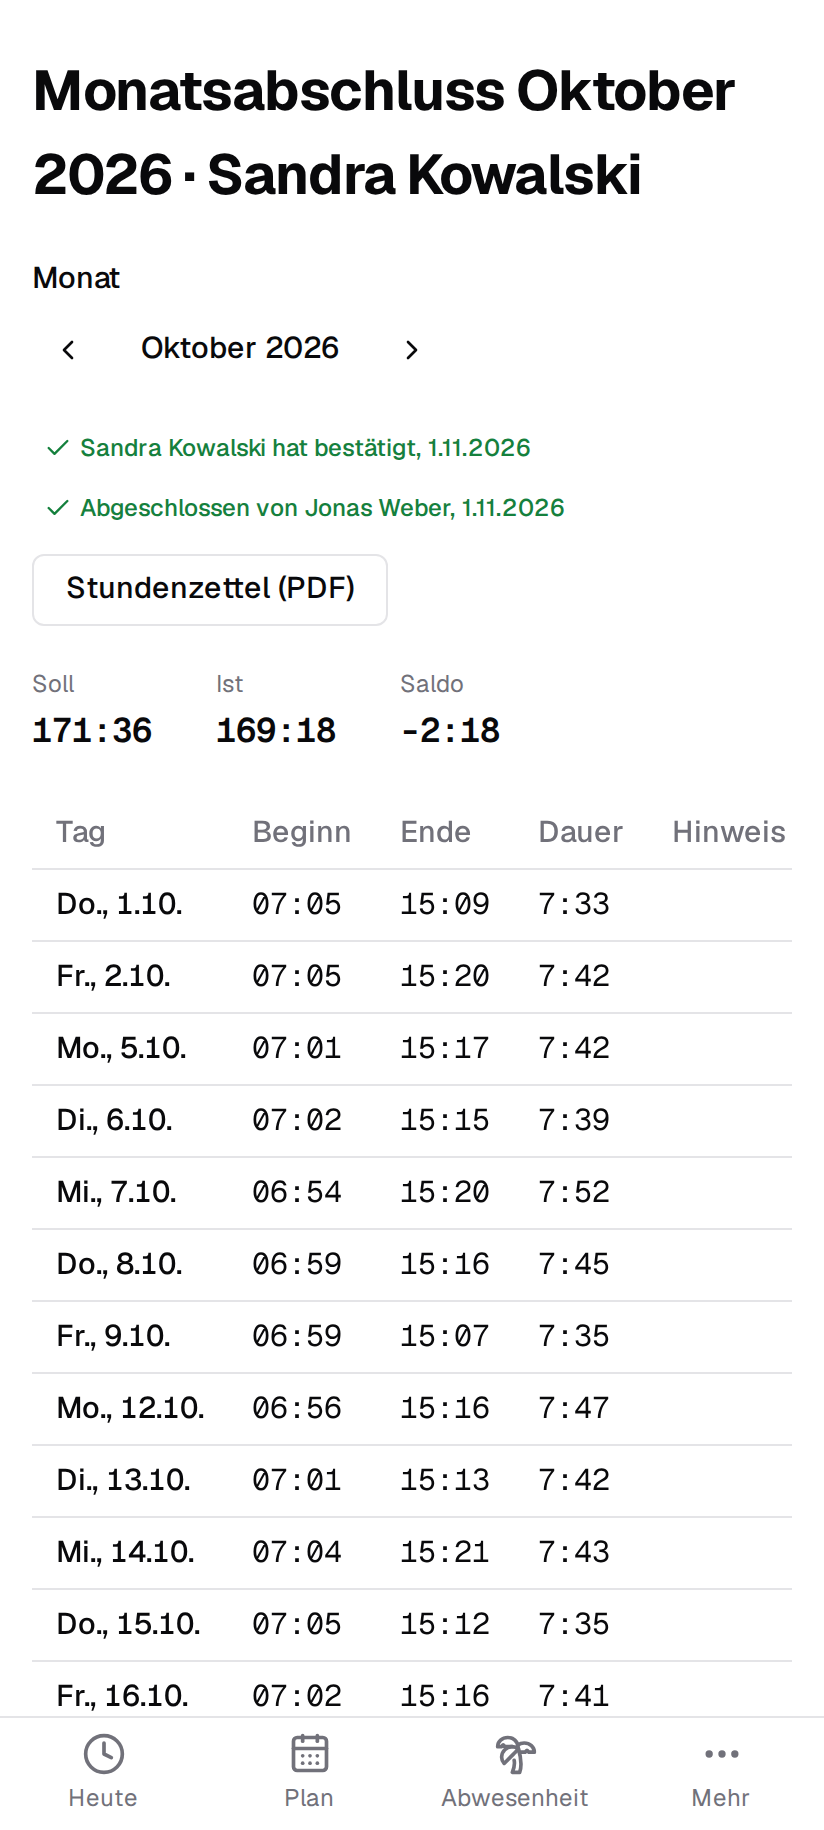 Monatsabschluss Oktober
2026 · Sandra Kowalski
Monat
Oktober 2026
Sandra Kowalski hat bestätigt, 1.11.2026
Abgeschlossen von Jonas Weber, 1.11.2026
Stundenzettel (PDF)
Soll Ist Saldo
171:36 169:18 -2:18
Tag Beginn Ende Dauer Hinweis
Do., 1.10. 07:05 15:09 7:33
Fr., 2.10. 07:05 15:20 7:42
Mo., 5.10. 07:01 15:17 7:42
Di., 6.10. 07:02 15:15 7:39
Mi., 7.10. 06:54 15:20 7:52
Do., 8.10. 06:59 15:16 7:45
Fr., 9.10. 06:59 15:07 7:35
Mo., 12.10. 06:56 15:16 7:47
Di., 13.10. 07:01 15:13 7:42
Mi., 14.10. 07:04 15:21 7:43
Do., 15.10. 07:05 15:12 7:35
Fr., 16.10. 07:02 15:16 7:41
Heute Plan Abwesenheit Mehr